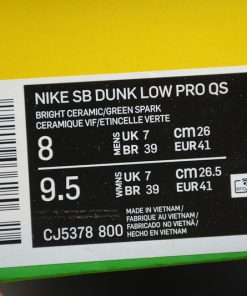 NIKE SB DUNK LOW PRO QS
BRIGHT CERAMIC/GREEN SPARK
CERAMIQUE VIF/ETINCELLE VERTE
8 MENS UK 7 CM 26
BR 39 EUR 41
9.5 WMNS UK 7 CM 26.5
BR 39 EUR 41
MADE IN VIETNAM /
FABRIQUÉ AU VIETNAM /
FABRICADO NO VIETNÃ /
HECHO EN VIETNAM
CJ5378 800